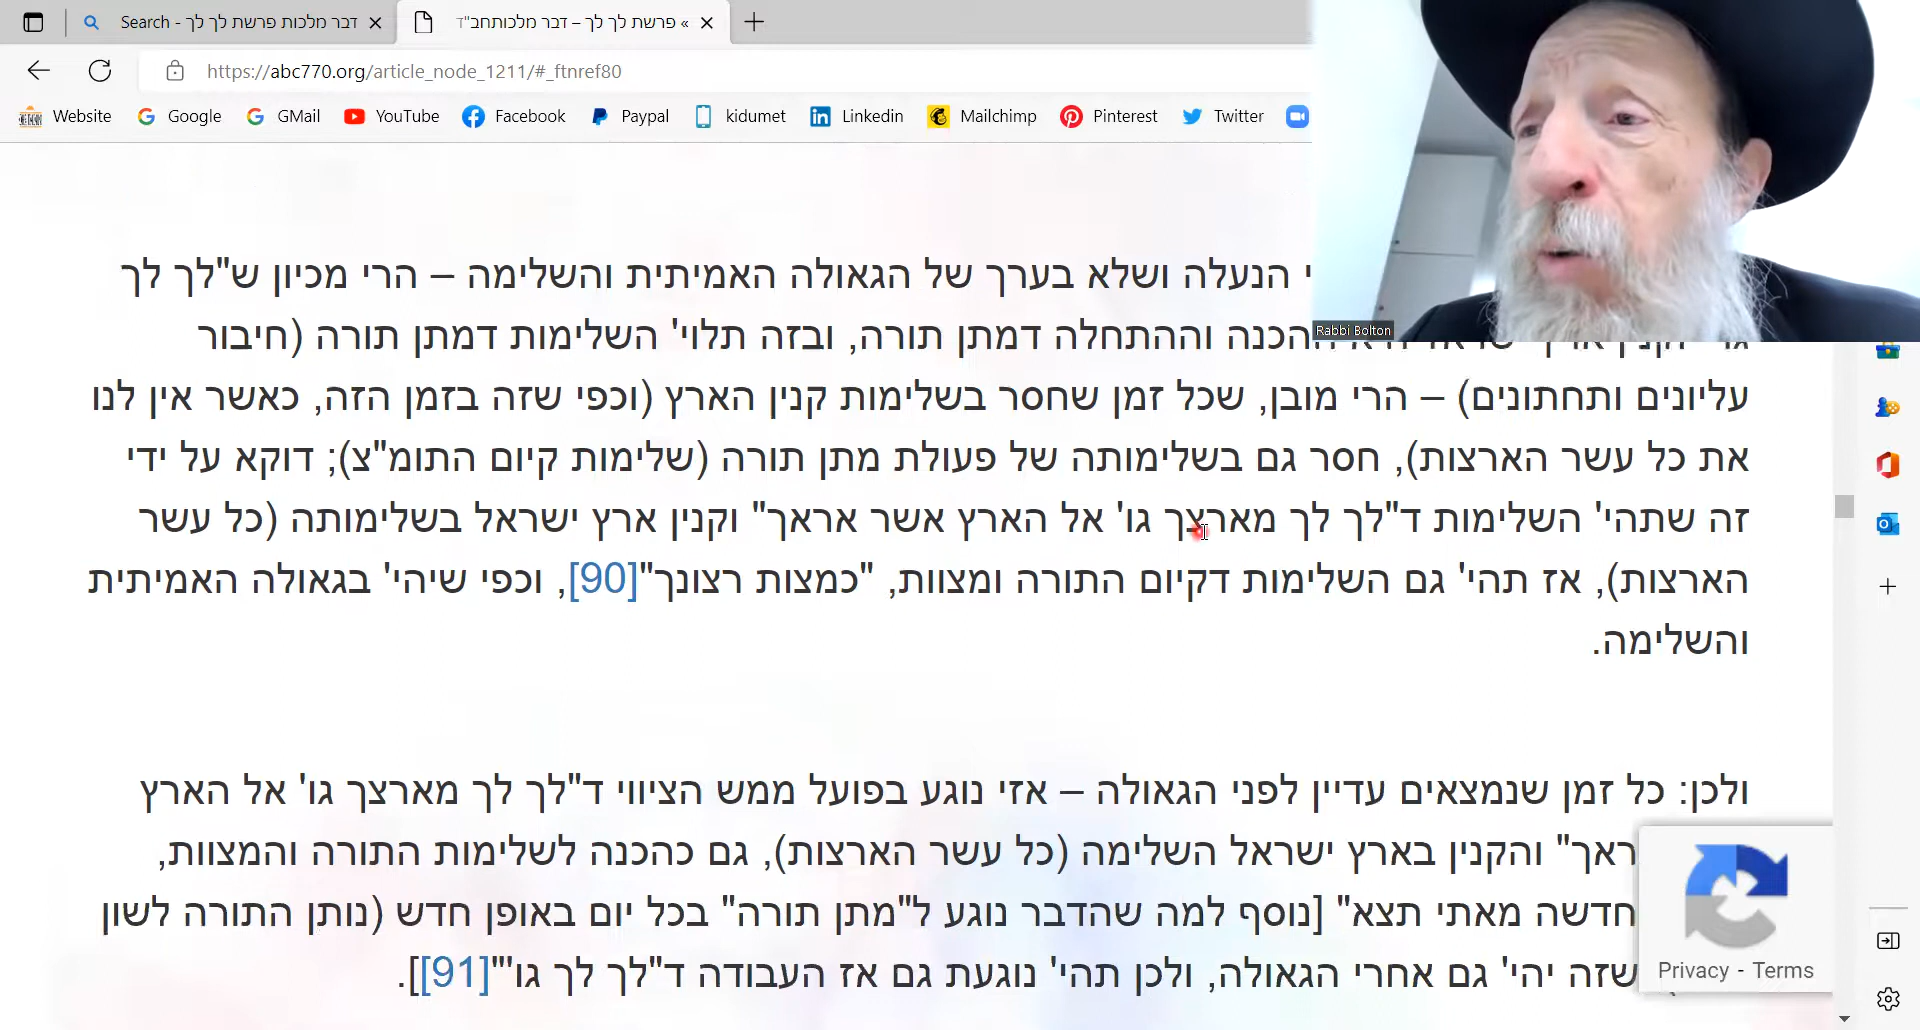 דבר מלכות פרשת לך לך - Search
» פרשת לך לך – דבר מלכותחב"ד
https://abc770.org/article_node_1211/#_ftnref80
Website Google GMail YouTube Facebook Paypal kidumet Linkedin Mailchimp Pinterest Twitter
Rabbi Bolton
הנעלה ושלא בערך של הגאולה האמיתית והשלימה – הרי מכיון ש"לך לך
וההתחלה דמתן תורה, ובזה תלוי' השלימות דמתן תורה (חיבור
עליונים ותחתונים) – הרי מובן, שכל זמן שחסר בשלימות קנין הארץ (וכפי שזה בזמן הזה, כאשר אין לנו
את כל עשר הארצות), חסר גם בשלימותה של פעולת מתן תורה (שלימות קיום התומ"צ); דוקא על ידי
זה שתהי' השלימות ד"לך לך מארצך גו' אל הארץ אשר אראך" וקנין ארץ ישראל בשלימותה (כל עשר
הארצות), אז תהי' גם השלימות דקיום התורה ומצוות, "כמצות רצונך"[90], וכפי שיהי' בגאולה האמיתית
והשלימה.
ולכן: כל זמן שנמצאים עדיין לפני הגאולה – אזי נוגע בפועל ממש הציווי ד"לך לך מארצך גו' אל הארץ
והקנין בארץ ישראל השלימה (כל עשר הארצות), גם כהכנה לשלימות התורה והמצוות,
חדשה מאתי תצא" [נוסף למה שהדבר נוגע ל"מתן תורה" בכל יום באופן חדש (נותן התורה לשון
שזה יהי' גם אחרי הגאולה, ולכן תהי' נוגעת גם אז העבודה ד"לך לך גו'"[91]].
Privacy - Terms